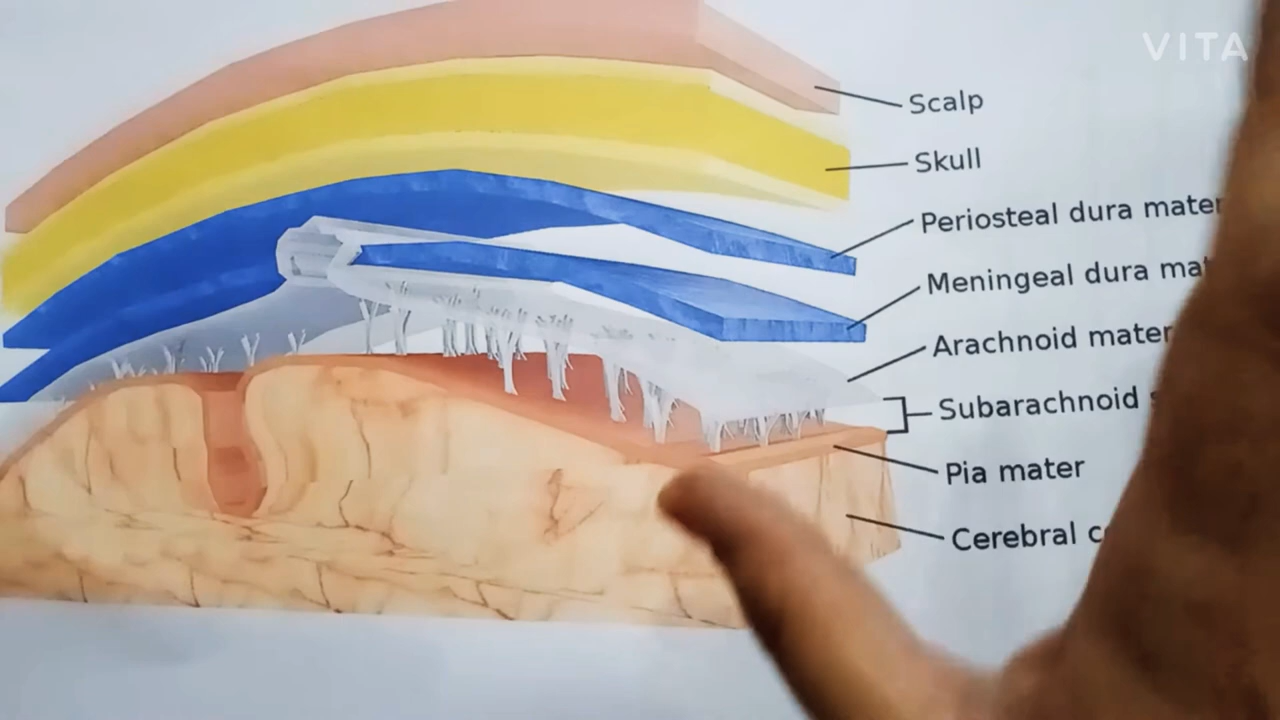 VITA
Scalp
Skull
Periosteal dura mater
Meningeal dura
Arachnoid mater
Subarachnoid
Pia mater
Cerebral